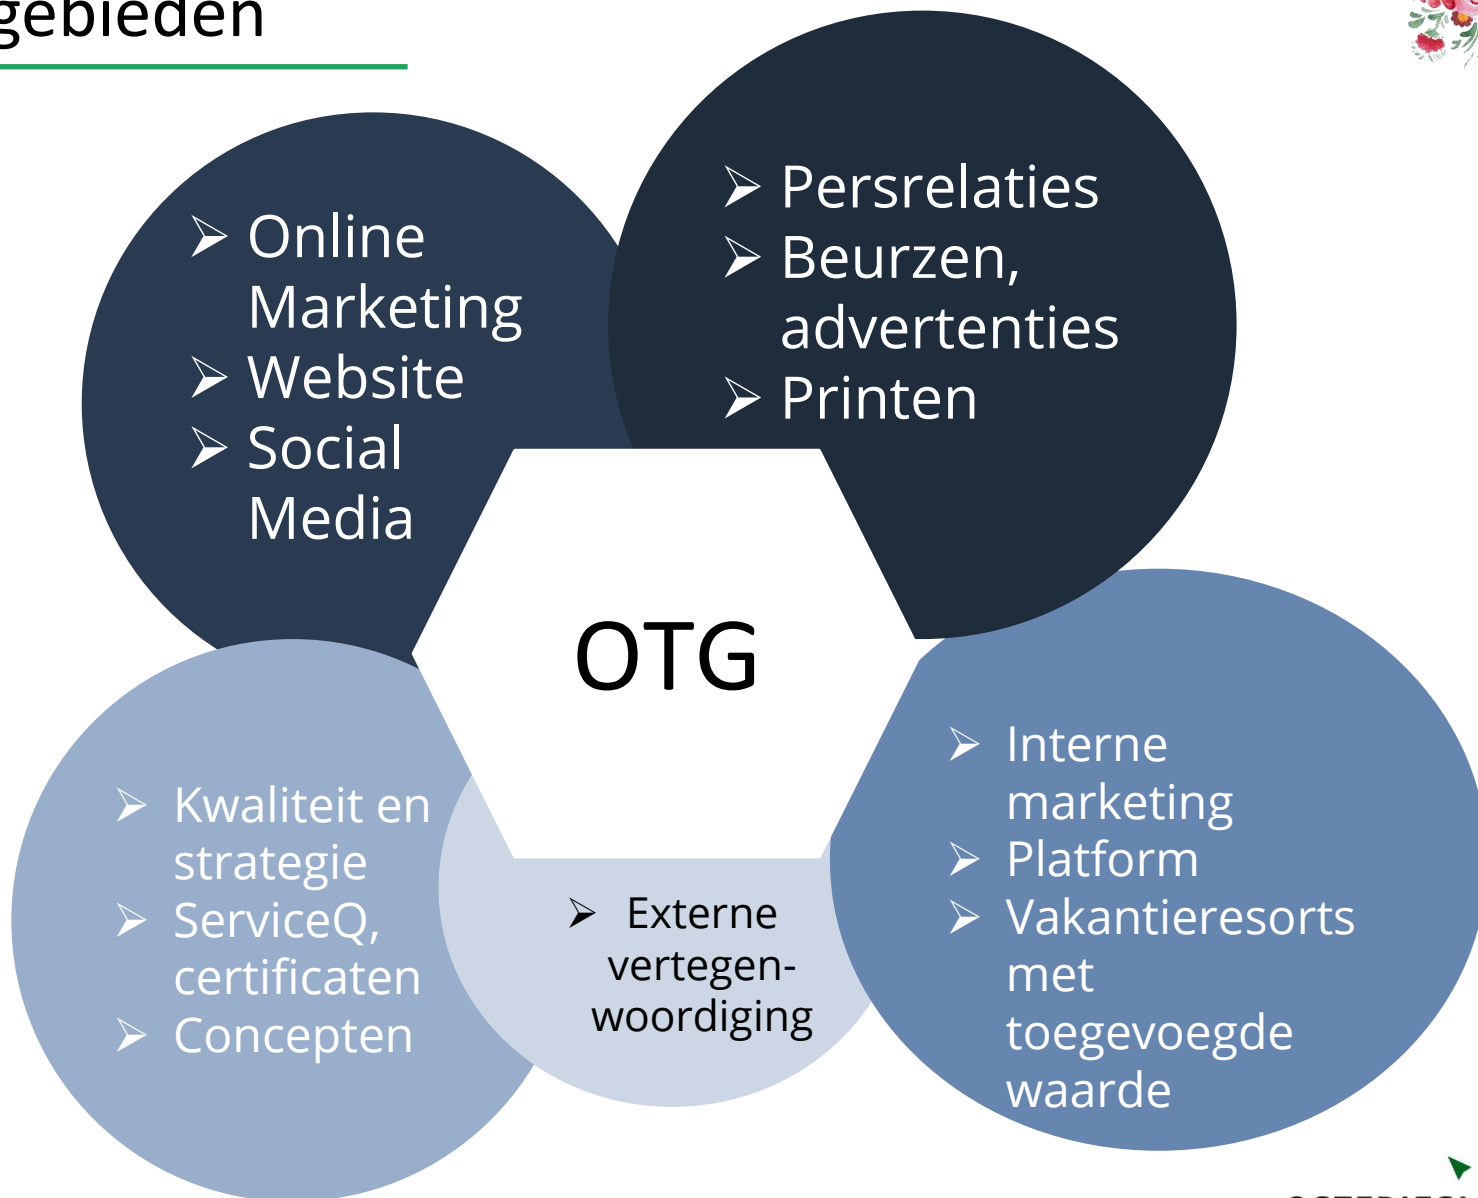 gebieden
➢ Online
Marketing
➢ Website
➢ Social
Media
➢ Persrelaties
➢ Beurzen,
advertenties
➢ Printen
OTG
➢ Kwaliteit en
strategie
➢ ServiceQ,
certificaten
➢ Concepten
➢ Externe
vertegen-
woordiging
➢ Interne
marketing
➢ Platform
➢ Vakantieresorts
met
toegevoegde
waarde